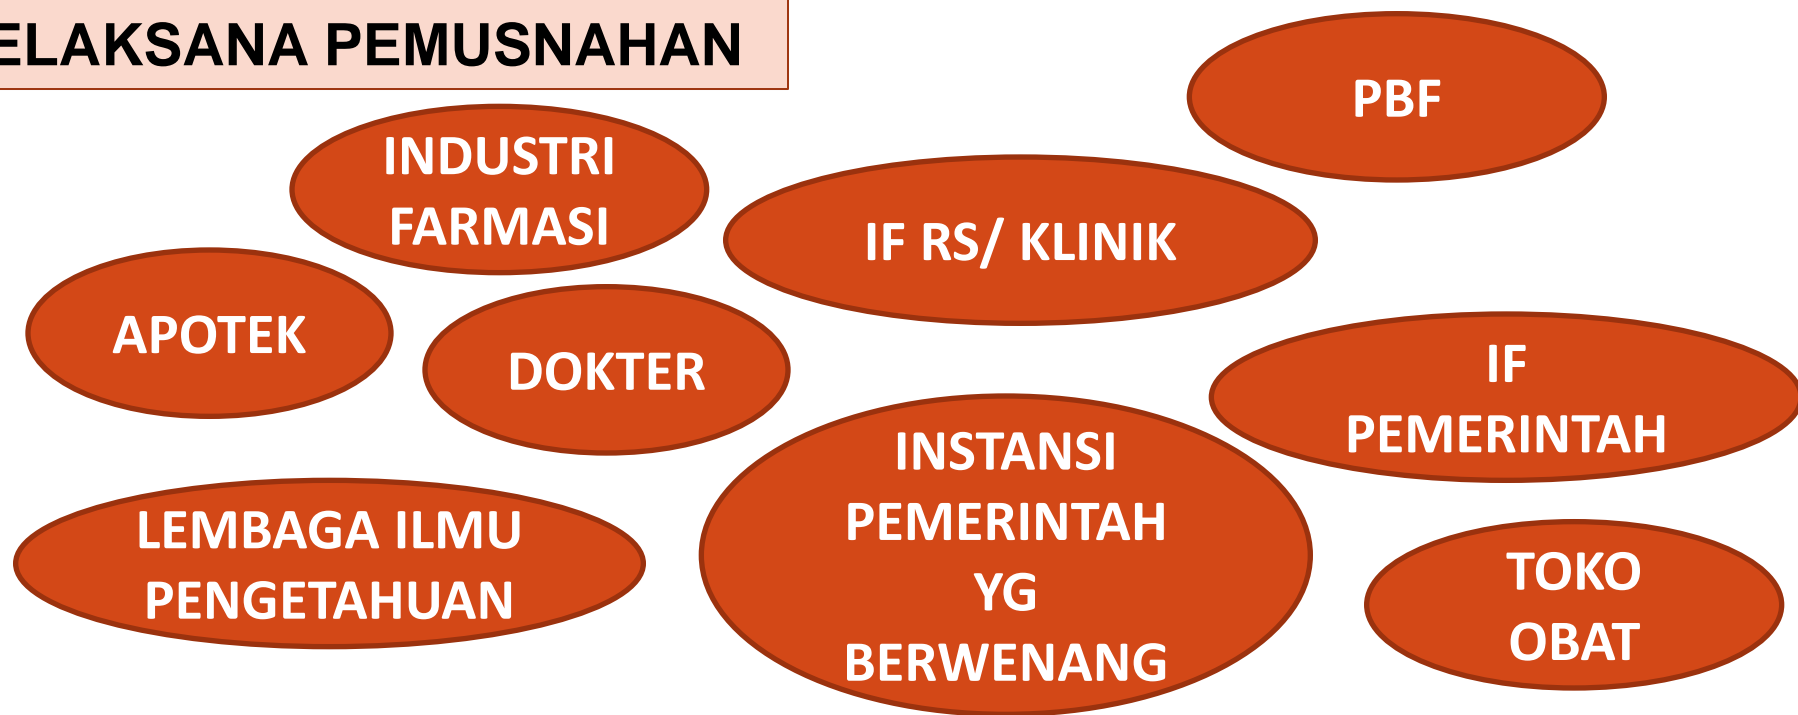 ELAKSANA PEMUSNAHAN
PBF
INDUSTRI
FARMASI
IF RS/ KLINIK
APOTEK
DOKTER
IF
PEMERINTAH
INSTANSI
PEMERINTAH
YG
BERWENANG
LEMBAGA ILMU
PENGETAHUAN
TOKO
OBAT